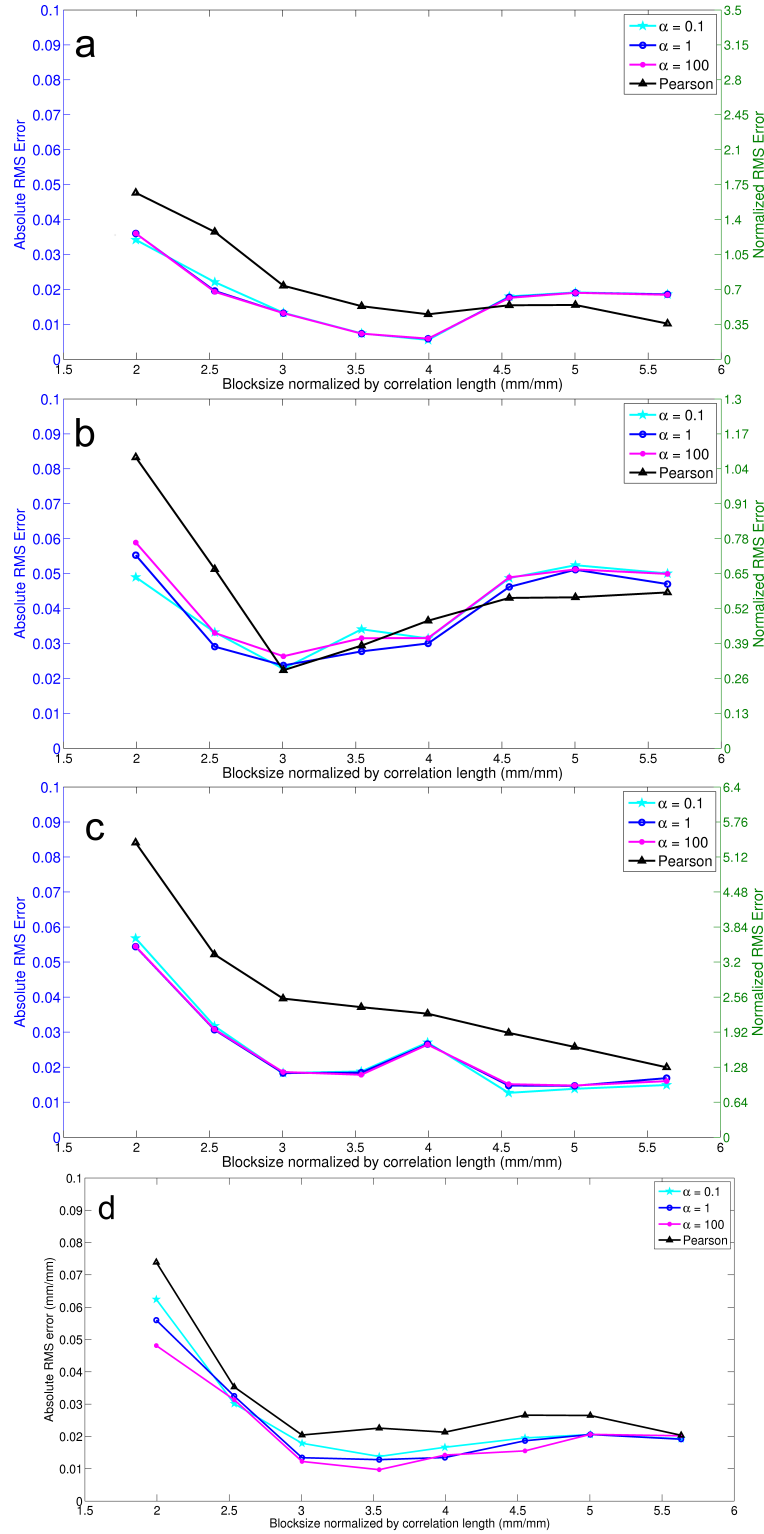 a
0.1
0.09
0.08
0.07
0.06
0.05
0.04
0.03
0.02
0.01
0
Absolute RMS Error
3.5
3.15
2.8
2.45
2.1
1.75
1.4
1.05
0.7
0.35
0
Normalized RMS Error
α = 0.1
α = 1
α = 100
Pearson
1.5 2 2.5 3 3.5 4 4.5 5 5.5 6
Blocksize normalized by correlation length (mm/mm)
b
0.1
0.09
0.08
0.07
0.06
0.05
0.04
0.03
0.02
0.01
0
Absolute RMS Error
1.3
1.17
1.04
0.91
0.78
0.65
0.52
0.39
0.26
0.13
0
Normalized RMS Error
α = 0.1
α = 1
α = 100
Pearson
1.5 2 2.5 3 3.5 4 4.5 5 5.5 6
Blocksize normalized by correlation length (mm/mm)
c
0.1
0.09
0.08
0.07
0.06
0.05
0.04
0.03
0.02
0.01
0
Absolute RMS Error
6.4
5.76
5.12
4.48
3.84
3.2
2.56
1.92
1.28
0.64
0
Normalized RMS Error
α = 0.1
α = 1
α = 100
Pearson
1.5 2 2.5 3 3.5 4 4.5 5 5.5 6
Blocksize normalized by correlation length (mm/mm)
d
0.1
0.09
0.08
0.07
0.06
0.05
0.04
0.03
0.02
0.01
0
Absolute RMS error (mm/mm)
α = 0.1
α = 1
α = 100
Pearson
1.5 2 2.5 3 3.5 4 4.5 5 5.5 6
Blocksize normalized by correlation length (mm/mm)